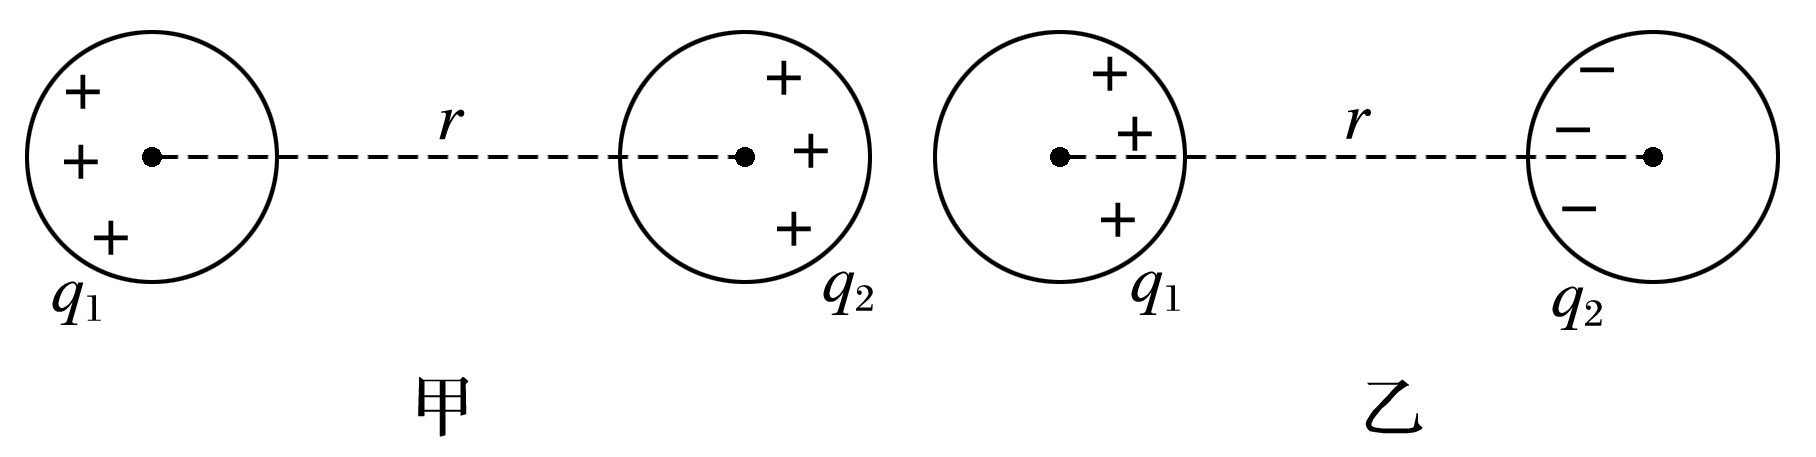 + + + r + + + + + + r − − −
q₁ q₂ q₁ q₂
甲 乙